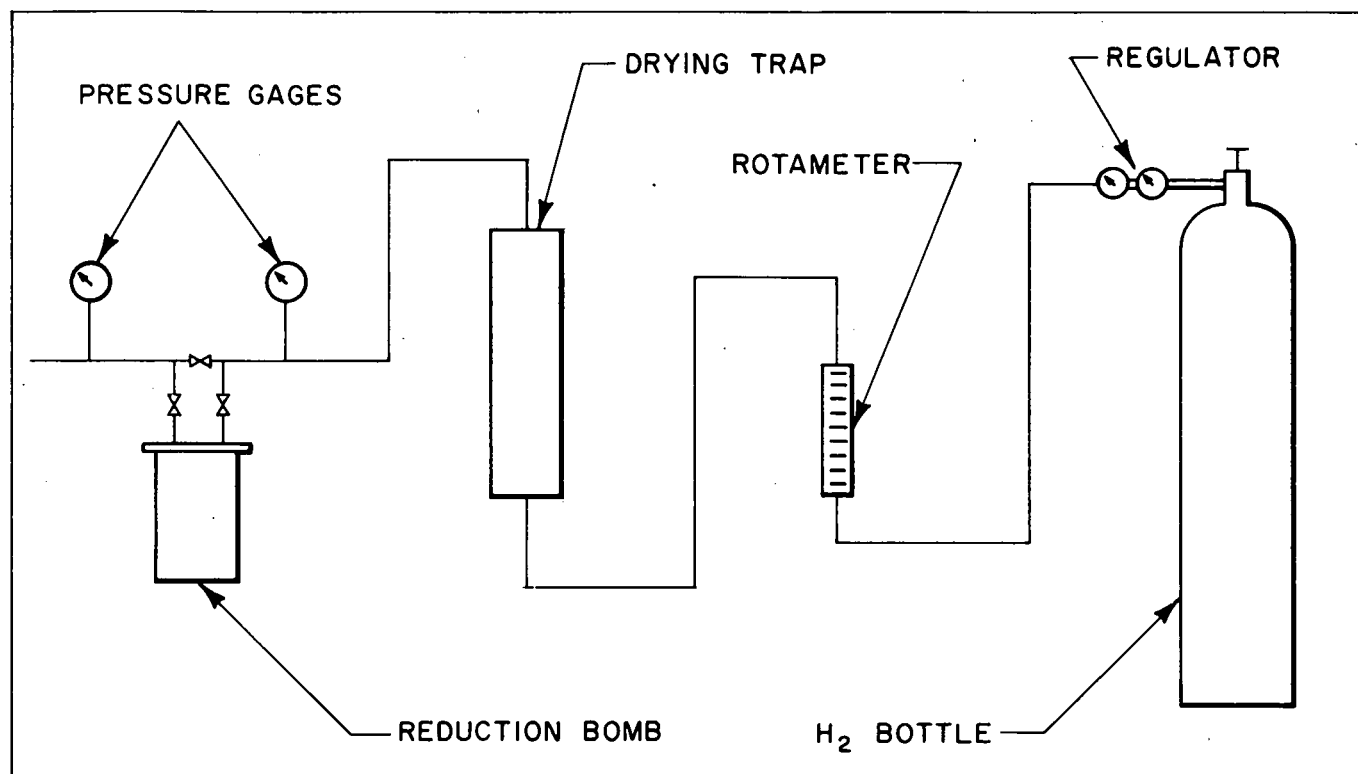 DRYING TRAP
REGULATOR
PRESSURE GAGES
ROTAMETER
REDUCTION BOMB
H₂ BOTTLE